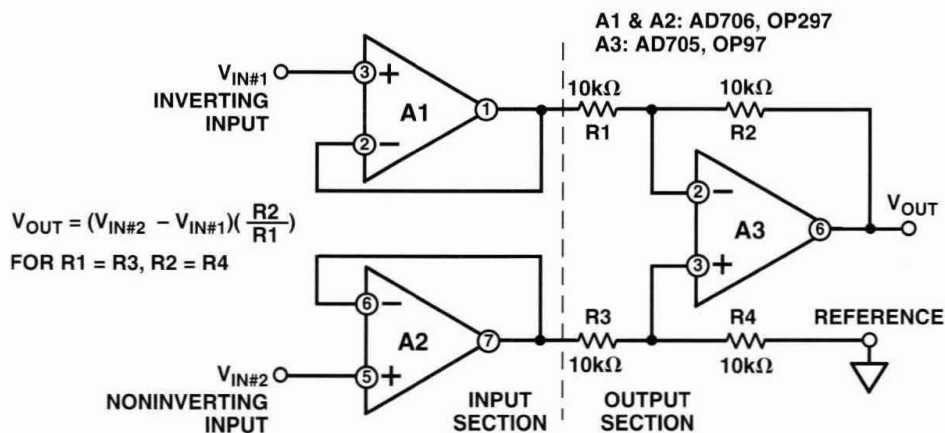 A1 & A2: AD706, OP297
A3: AD705, OP97
V_IN#1
INVERTING
INPUT
3
+
A1
1
2
−
10kΩ
R1
10kΩ
R2
2
−
A3
6
3
+
V_OUT
V_OUT = (V_IN#2 − V_IN#1)(R2/R1)
FOR R1 = R3, R2 = R4
6
−
A2
7
5
+
V_IN#2
NONINVERTING
INPUT
R3
10kΩ
R4
10kΩ
REFERENCE
INPUT
SECTION
OUTPUT
SECTION